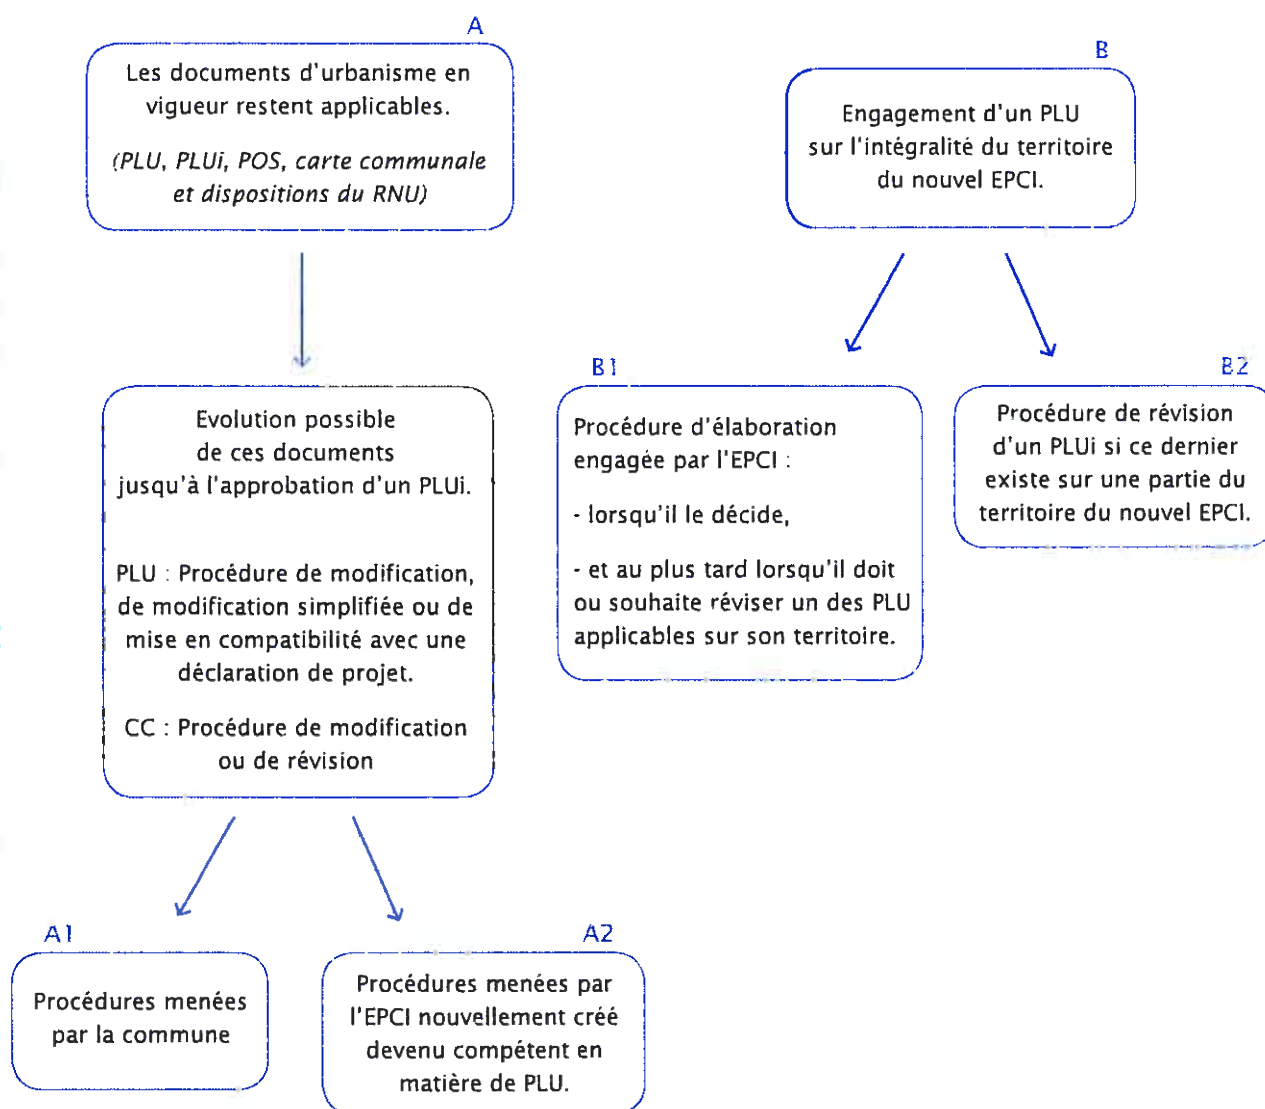 A
Les documents d'urbanisme en
vigueur restent applicables.
(PLU, PLUi, POS, carte communale
et dispositions du RNU)
Evolution possible
de ces documents
jusqu'à l'approbation d'un PLUi.
PLU : Procédure de modification,
de modification simplifiée ou de
mise en compatibilité avec une
déclaration de projet.
CC : Procédure de modification
ou de révision
A1
Procédures menées
par la commune
A2
Procédures menées par
l'EPCI nouvellement créé
devenu compétent en
matière de PLU.
B
Engagement d'un PLU
sur l'intégralité du territoire
du nouvel EPCI.
B1
Procédure d'élaboration
engagée par l'EPCI :
- lorsqu'il le décide,
- et au plus tard lorsqu'il doit
ou souhaite réviser un des PLU
applicables sur son territoire.
B2
Procédure de révision
d'un PLUi si ce dernier
existe sur une partie du
territoire du nouvel EPCI.